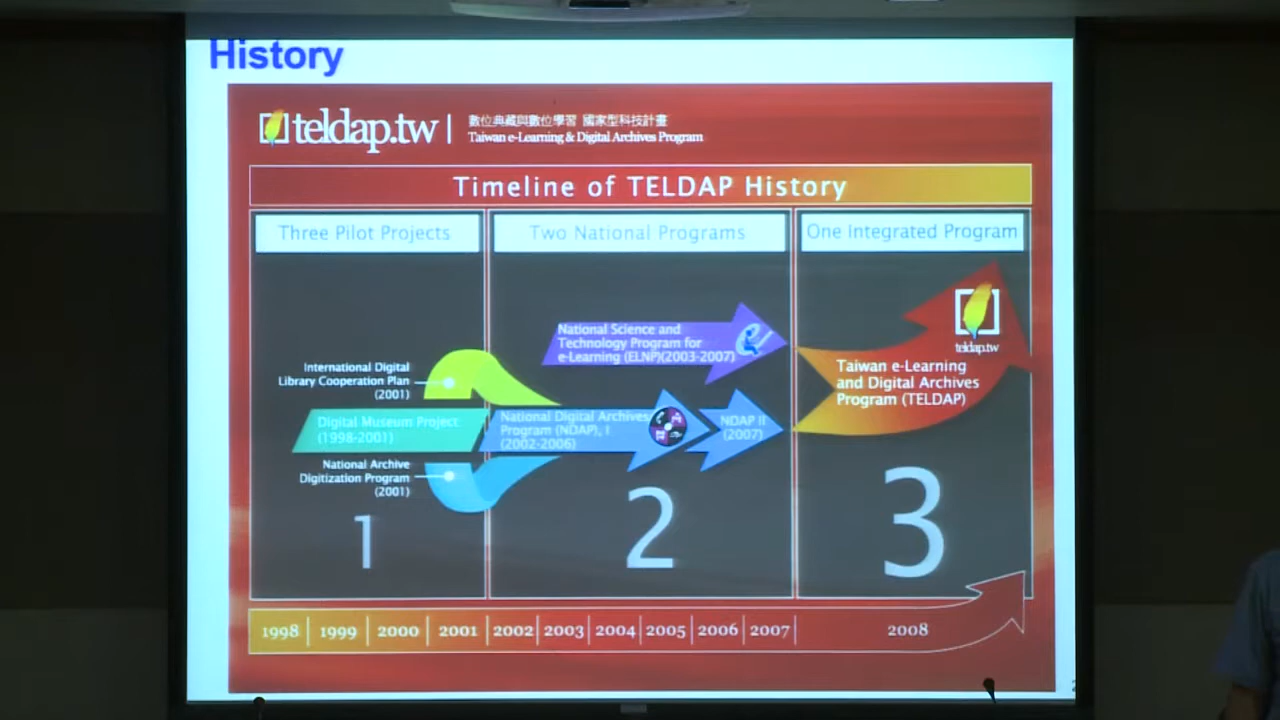 History
teldap.tw
數位典藏與數位學習 國家型科技計畫
Taiwan e-Learning & Digital Archives Program
Timeline of TELDAP History
Three Pilot Projects
Two National Programs
One Integrated Program
International Digital
Library Cooperation Plan
(2001)
Digital Museum Project
(1998-2001)
National Archive
Digitization Program
(2001)
1
National Science and
Technology Program for
e-Learning (ELNP)(2003-2007)
National Digital Archives
Program (NDAP), I
(2002-2006)
NDAP II
(2007)
2
teldap.tw
Taiwan e-Learning
and Digital Archives
Program (TELDAP)
3
1998 1999 2000 2001 2002 2003 2004 2005 2006 2007 2008